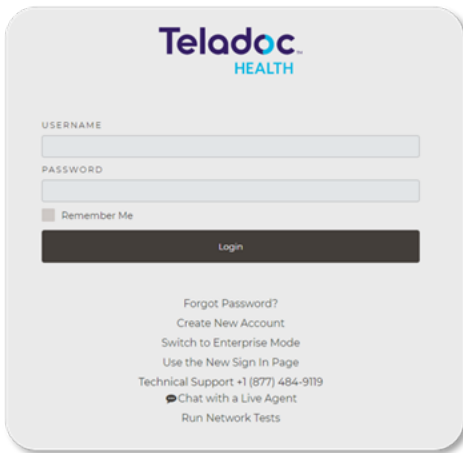 Teladoc™
HEALTH
USERNAME
PASSWORD
Remember Me
Login
Forgot Password?
Create New Account
Switch to Enterprise Mode
Use the New Sign In Page
Technical Support +1 (877) 484-9119
Chat with a Live Agent
Run Network Tests